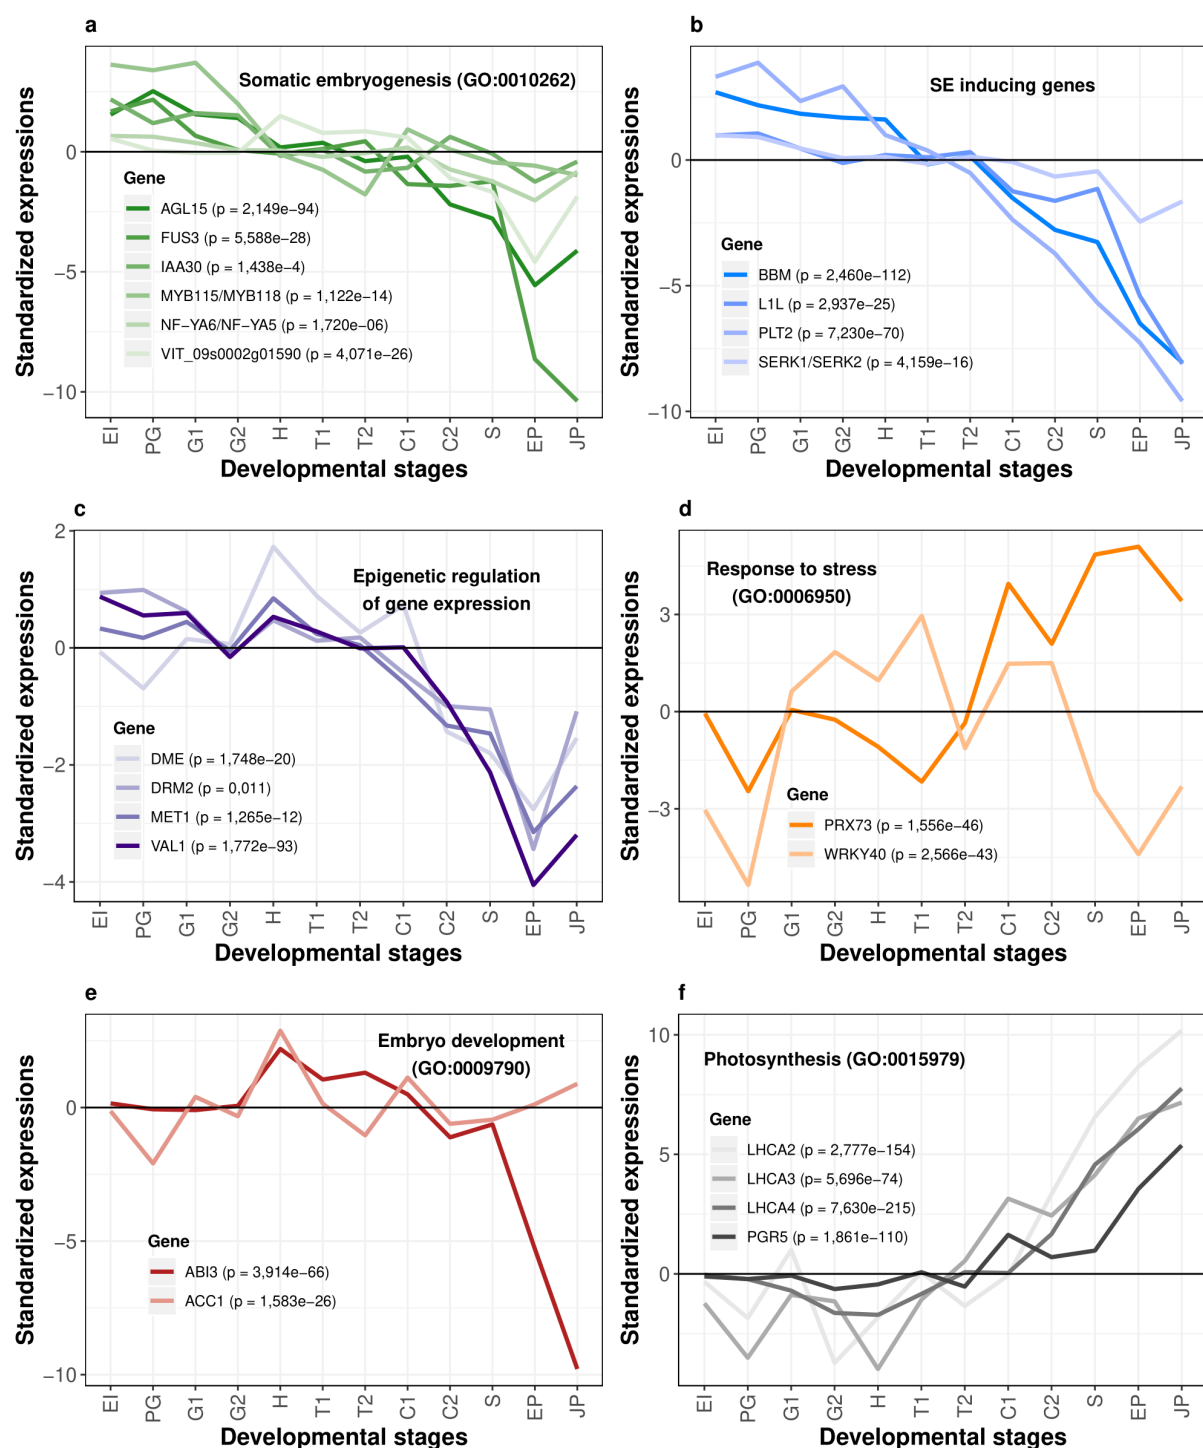 a
Somatic embryogenesis (GO:0010262)
Standardized expressions
0
−5
−10
Gene
AGL15 (p = 2,149e−94)
FUS3 (p = 5,588e−28)
IAA30 (p = 1,438e−4)
MYB115/MYB118 (p = 1,122e−14)
NF−YA6/NF−YA5 (p = 1,720e−06)
VIT_09s0002g01590 (p = 4,071e−26)
EI PG G1 G2 H T1 T2 C1 C2 S EP JP
Developmental stages
b
SE inducing genes
Standardized expressions
0
−5
−10
Gene
BBM (p = 2,460e−112)
L1L (p = 2,937e−25)
PLT2 (p = 7,230e−70)
SERK1/SERK2 (p = 4,159e−16)
EI PG G1 G2 H T1 T2 C1 C2 S EP JP
Developmental stages
c
Epigenetic regulation
of gene expression
Standardized expressions
2
0
−2
−4
Gene
DME (p = 1,748e−20)
DRM2 (p = 0,011)
MET1 (p = 1,265e−12)
VAL1 (p = 1,772e−93)
EI PG G1 G2 H T1 T2 C1 C2 S EP JP
Developmental stages
d
Response to stress
(GO:0006950)
Standardized expressions
3
0
−3
Gene
PRX73 (p = 1,556e−46)
WRKY40 (p = 2,566e−43)
EI PG G1 G2 H T1 T2 C1 C2 S EP JP
Developmental stages
e
Embryo development
(GO:0009790)
Standardized expressions
0
−5
−10
Gene
ABI3 (p = 3,914e−66)
ACC1 (p = 1,583e−26)
EI PG G1 G2 H T1 T2 C1 C2 S EP JP
Developmental stages
f
Photosynthesis (GO:0015979)
Standardized expressions
10
5
0
Gene
LHCA2 (p = 2,777e−154)
LHCA3 (p= 5,696e−74)
LHCA4 (p = 7,630e−215)
PGR5 (p = 1,861e−110)
EI PG G1 G2 H T1 T2 C1 C2 S EP JP
Developmental stages